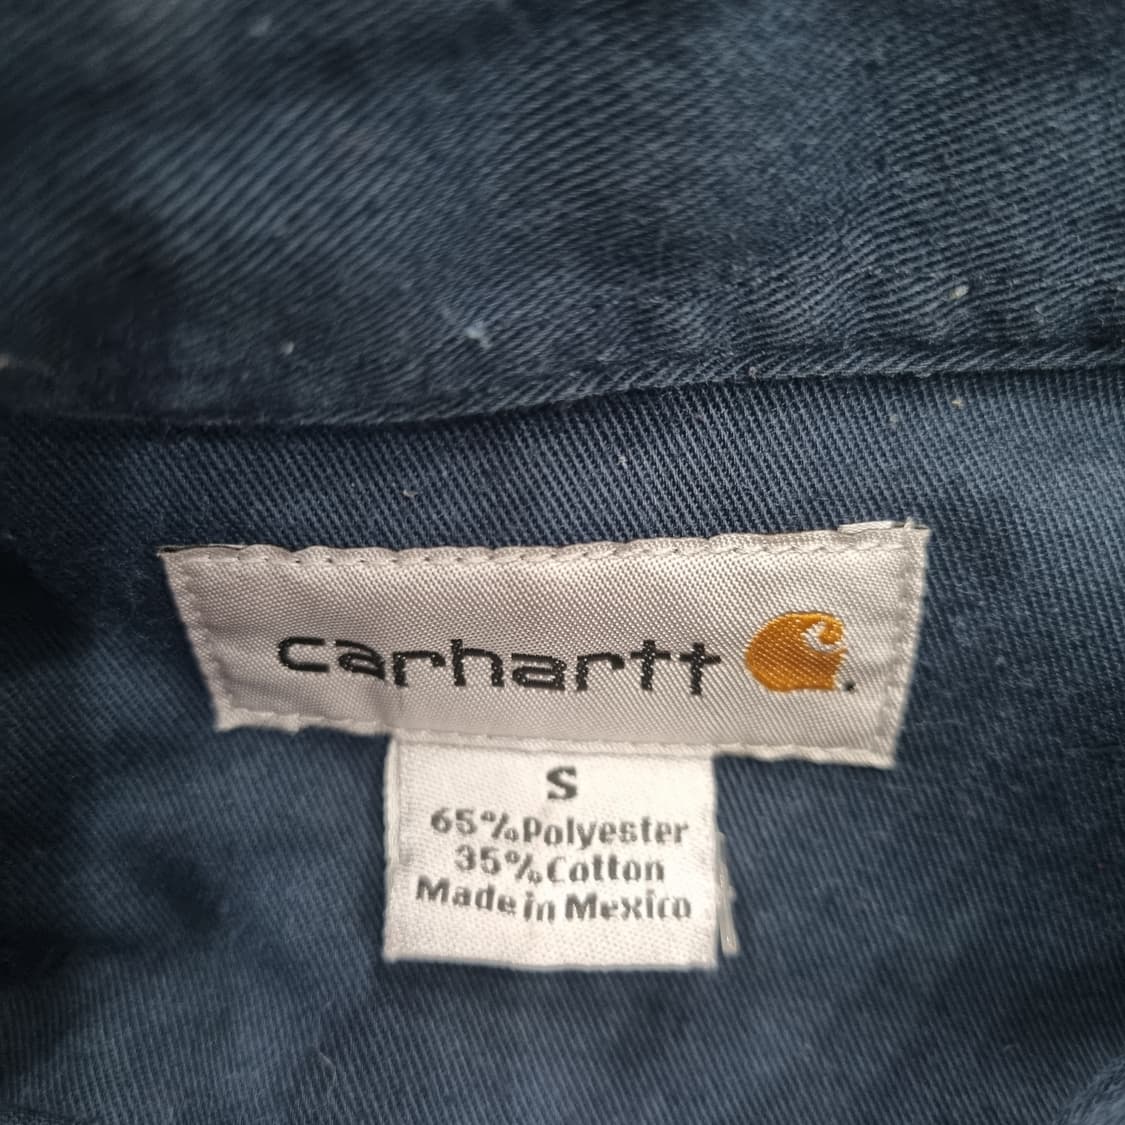 carhartt
S
65%Polyester
35%Cotton
Made in Mexico